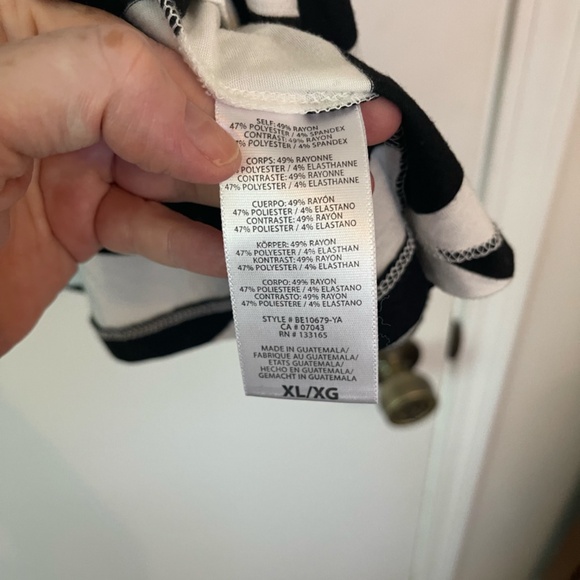 SELF: 49% RAYON
47% POLYESTER / 4% SPANDEX
CONTRAST: 49% RAYON
% POLYESTER / 4% SPANDEX
CORPS: 49% RAYONNE
POLYESTER / 4% ELASTHANNE
CONTRASTE: 49% RAYONNE
47% POLYESTER / 4% ELASTHANNE
CUERPO: 49% RAYÓN
47% POLIESTER / 4% ELASTANO
CONTRASTE: 49% RAYÓN
47% POLIESTER / 4% ELASTANO
KÖRPER: 49% RAYON
47% POLYESTER / 4% ELASTHAN
KONTRAST: 49% RAYON
47% POLYESTER / 4% ELASTHAN
CORPO: 49% RAYON
47% POLIESTERE / 4% ELASTANO
CONTRASTO: 49% RAYON
47% POLIESTERE / 4% ELASTANO
STYLE # BE10679-YA
CA # 07043
RN # 133165
MADE IN GUATEMALA/
FABRIQUE AU GUATEMALA/
ETATS GUATEMALA/
HECHO EN GUATEMALA/
GEMACHT IN GUATEMALA
XL/XG